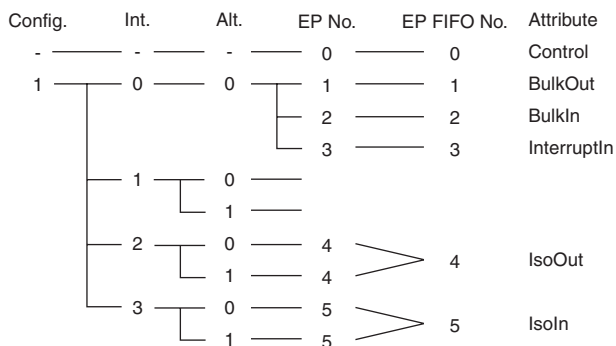 Config. Int. Alt. EP No. EP FIFO No. Attribute
- - - 0 0 Control
1 0 0 1 1 BulkOut
2 2 BulkIn
3 3 InterruptIn
1 0
1
2 0 4
4 IsoOut
1 4
3 0 5
5 IsoIn
1 5